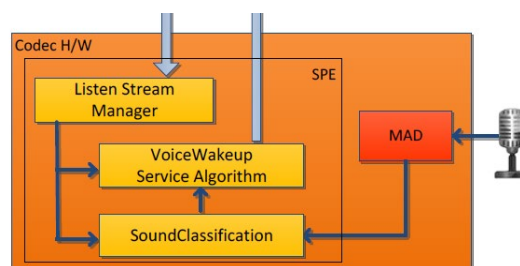 Codec H/W
SPE
Listen Stream
Manager
MAD
VoiceWakeup
Service Algorithm
SoundClassification